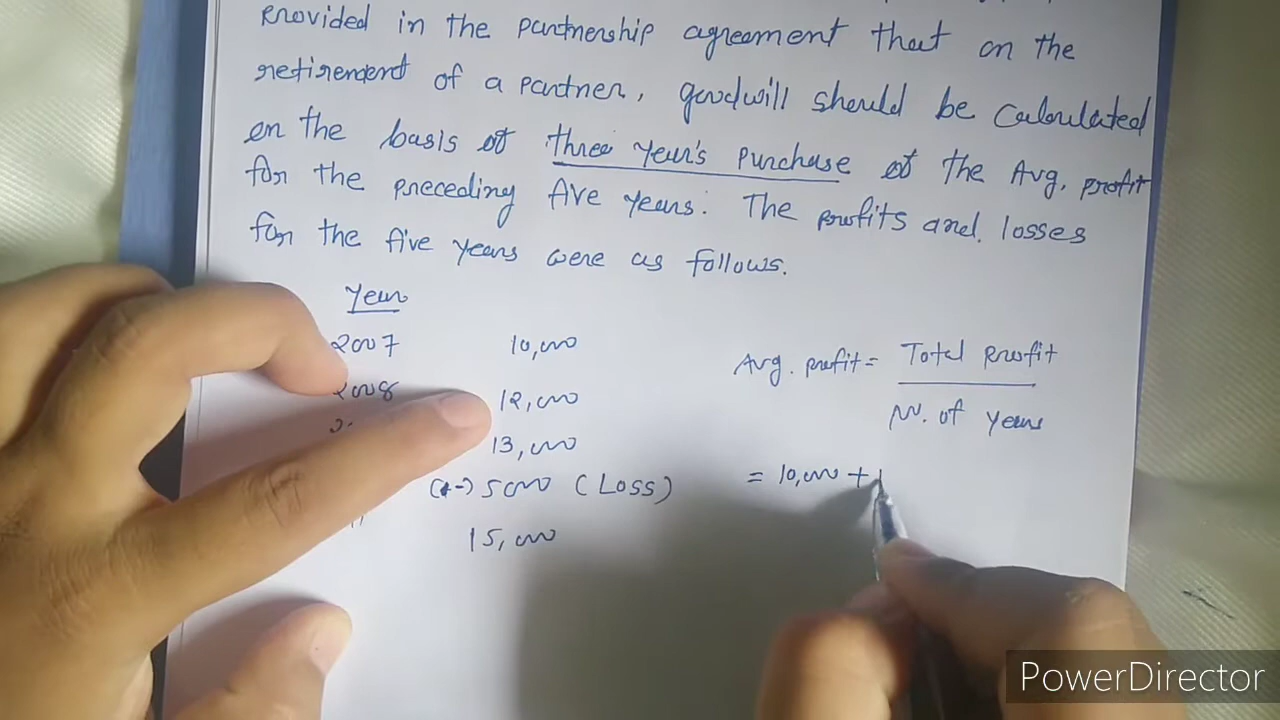 Provided in the partnership agreement that on the
retirement of a partner, goodwill should be calculated
on the basis of three year's purchase of the Avg. profit
for the preceding five years. The profits and losses
for the five years were as follows.
Year
2007 10,000
2008 12,000
13,000
(-) 5000 (Loss)
15,000
Avg. profit = Total Profit
No. of years
= 10,000 + 1
PowerDirector